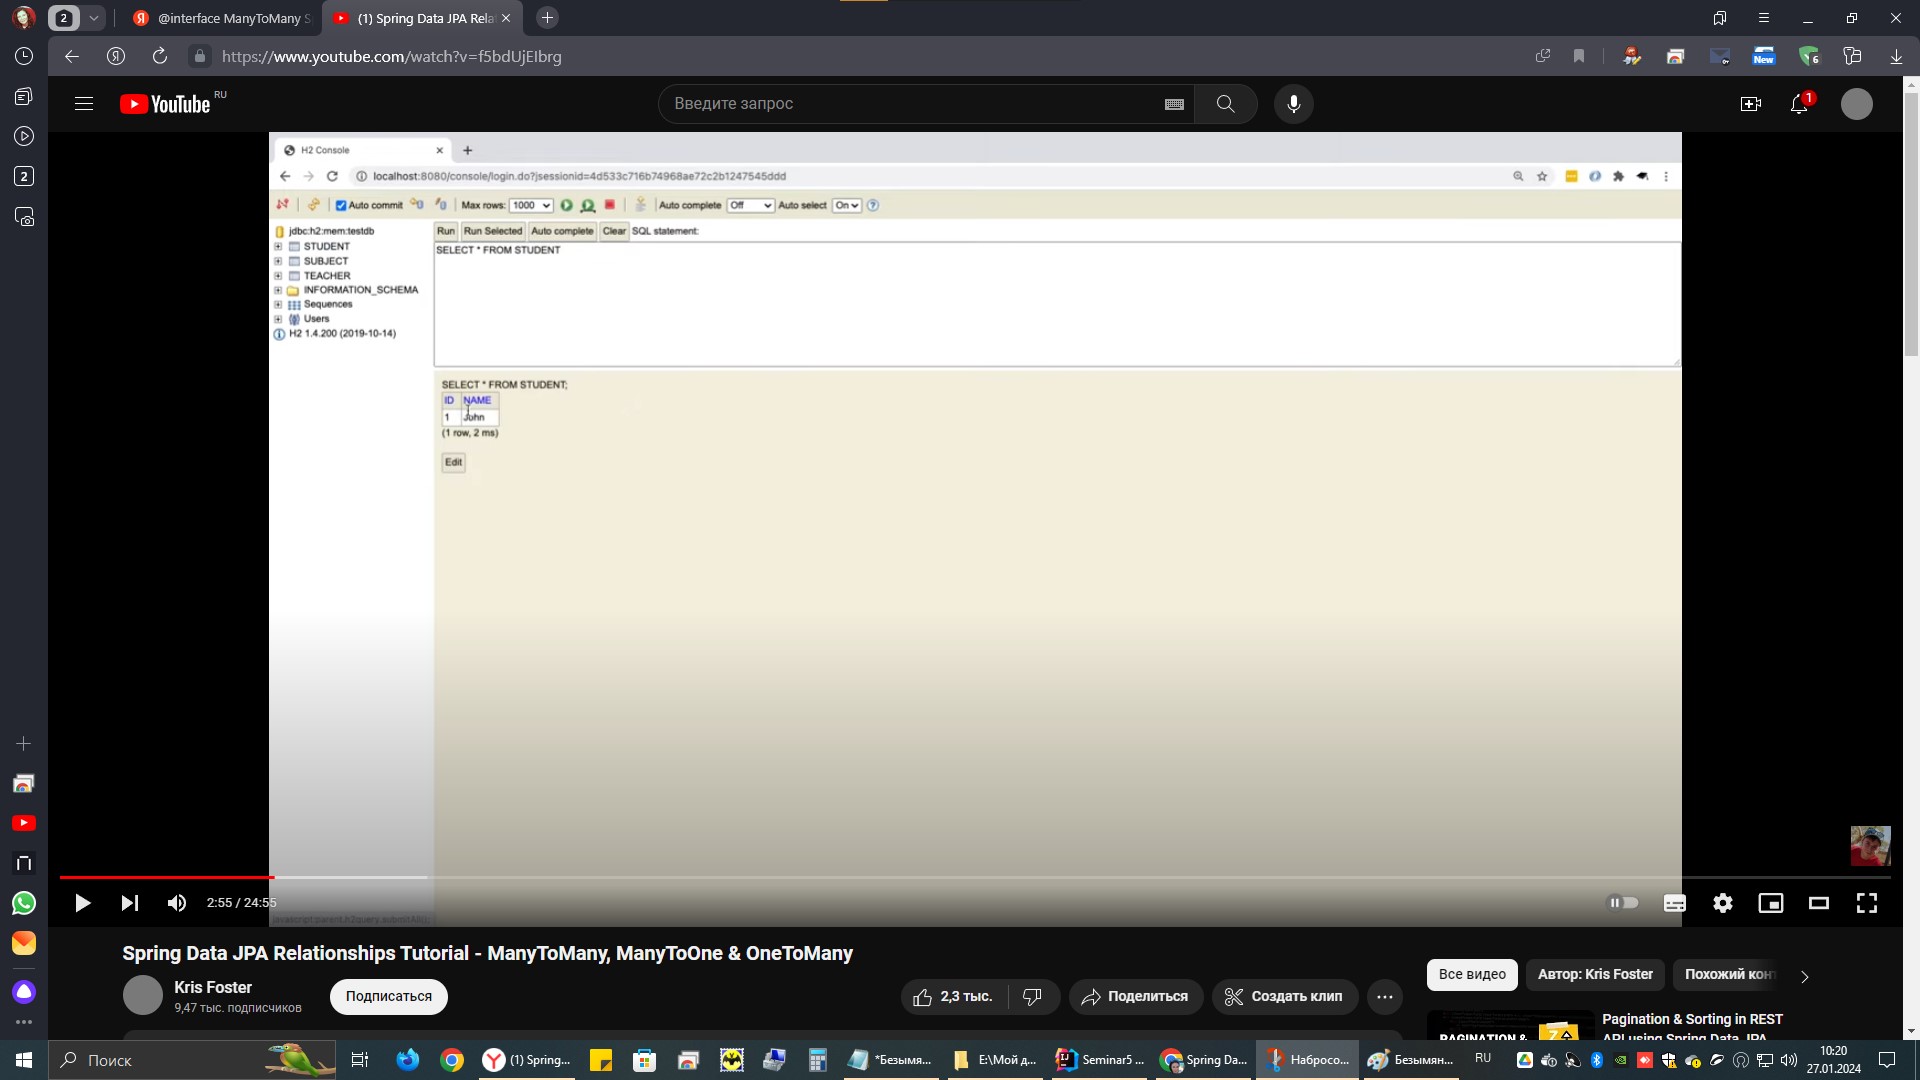 2
@interface ManyToMany S
(1) Spring Data JPA Rela
https://www.youtube.com/watch?v=f5bdUjEIbrg
New
6
2
YouTube
RU
Введите запрос
1
H2 Console
localhost:8080/console/login.do?jsessionid=4d533c716b74968ae72c2b1247545ddd
Auto commit
Max rows:
1000
Auto complete
Off
Auto select
On
jdbc:h2:mem:testdb
STUDENT
SUBJECT
TEACHER
INFORMATION_SCHEMA
Sequences
Users
H2 1.4.200 (2019-10-14)
Run
Run Selected
Auto complete
Clear
SQL statement:
SELECT * FROM STUDENT
SELECT * FROM STUDENT;
ID NAME
1 John
(1 row, 2 ms)
Edit
2:55 / 24:55
Spring Data JPA Relationships Tutorial - ManyToMany, ManyToOne & OneToMany
Kris Foster
9,47 тыс. подписчиков
Подписаться
2,3 тыс.
Поделиться
Создать клип
Все видео
Автор: Kris Foster
Похожий конт
Pagination & Sorting in REST
API using Spring Data JPA
PAGINATION &
Поиск
(1) Spring...
*Безымя...
E:\Мой д...
Seminar5 ...
Spring Da...
Набросо...
Безымян...
RU
10:20
27.01.2024